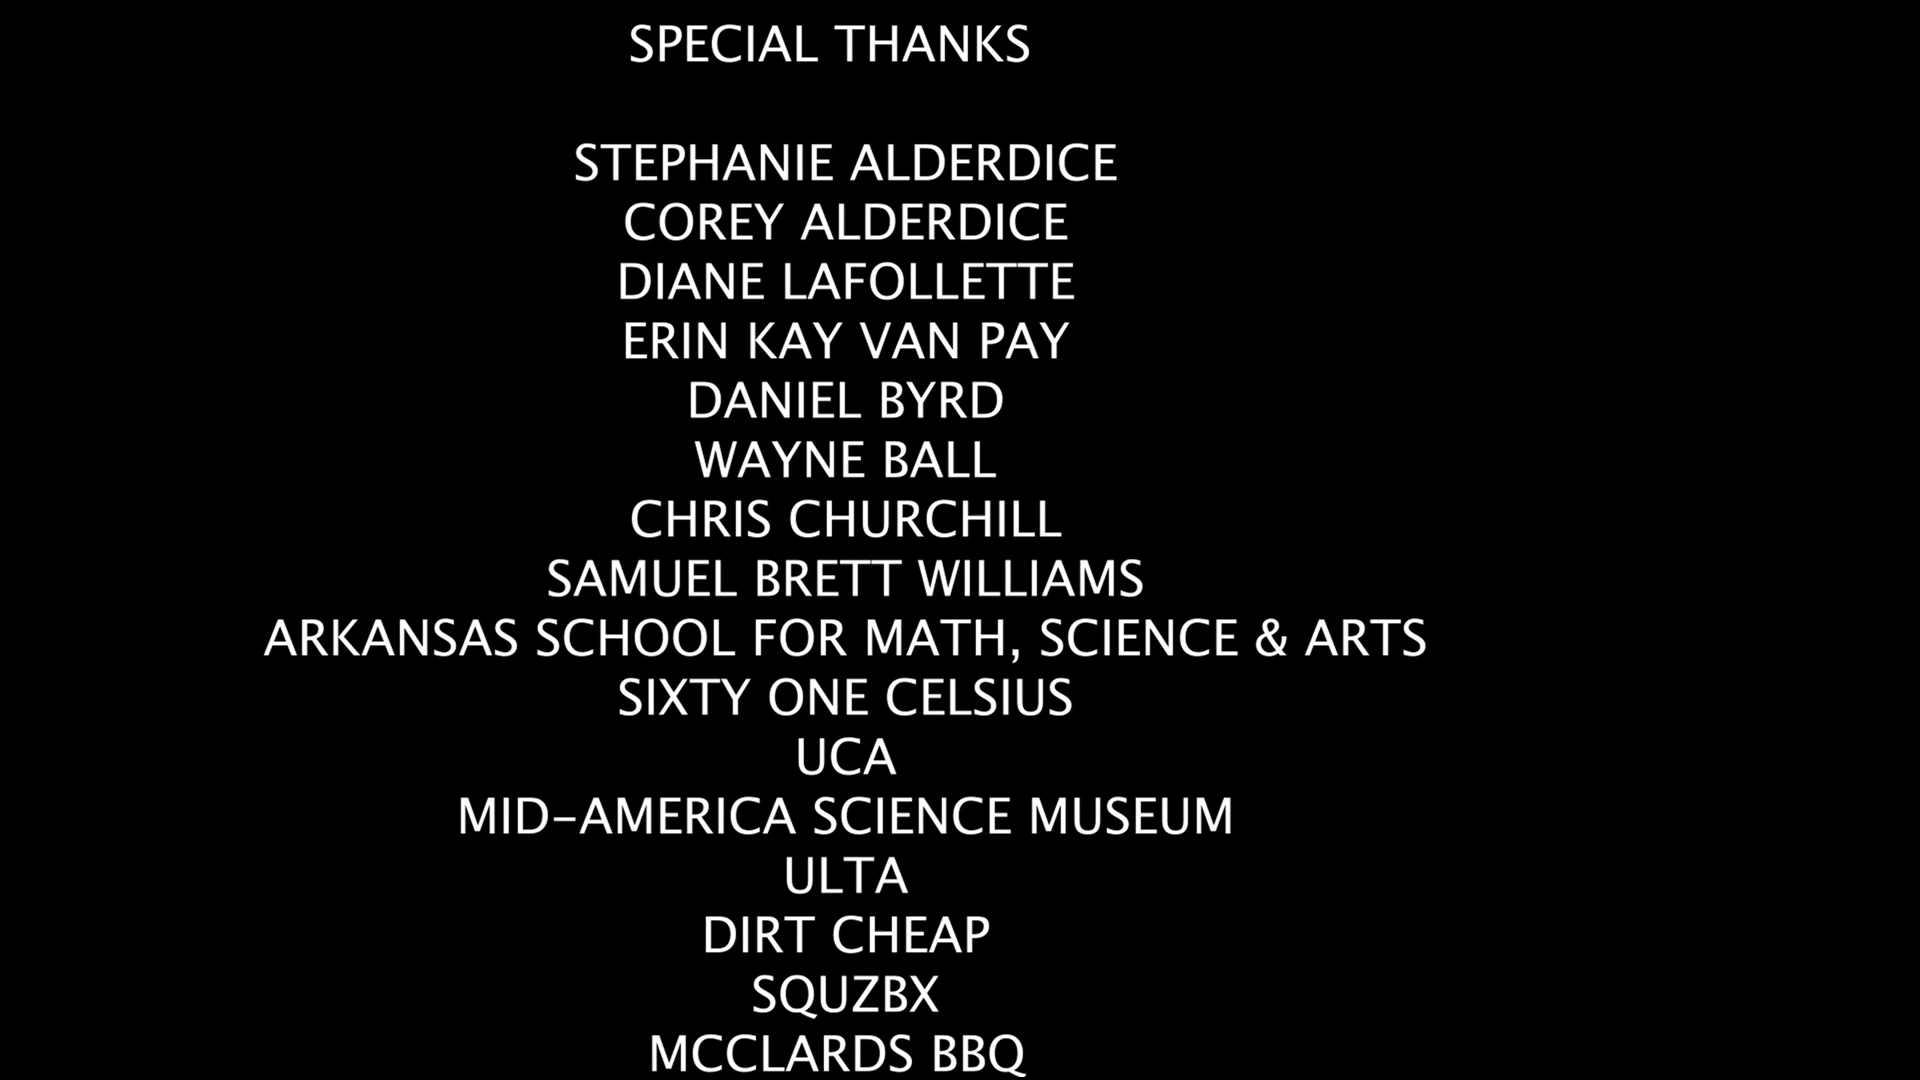 SPECIAL THANKS
STEPHANIE ALDERDICE
COREY ALDERDICE
DIANE LAFOLLETTE
ERIN KAY VAN PAY
DANIEL BYRD
WAYNE BALL
CHRIS CHURCHILL
SAMUEL BRETT WILLIAMS
ARKANSAS SCHOOL FOR MATH, SCIENCE & ARTS
SIXTY ONE CELSIUS
UCA
MID-AMERICA SCIENCE MUSEUM
ULTA
DIRT CHEAP
SQUZBX
MCCLARDS BBQ